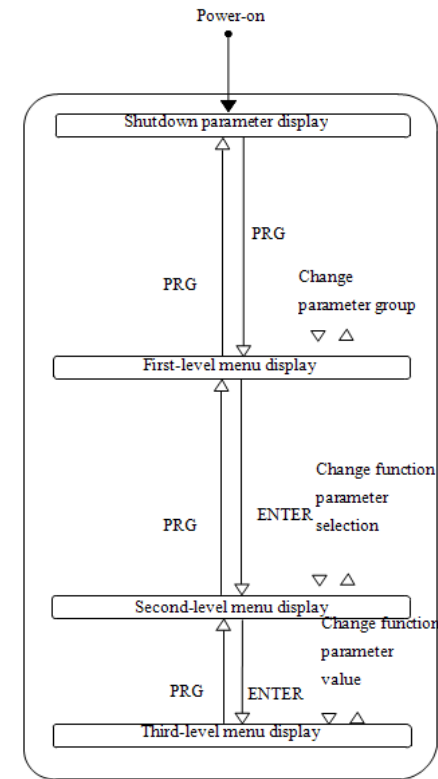 Power-on
Shutdown parameter display
PRG
PRG
Change
parameter group
First-level menu display
PRG
ENTER
Change function
parameter
selection
Second-level menu display
Change function
parameter
value
PRG
ENTER
Third-level menu display